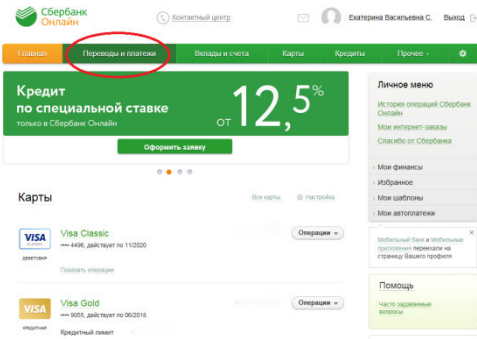 Сбербанк
Онлайн
Контактный центр
Екатерина Васильевна С.
Выход
Главная
Переводы и платежи
Вклады и счета
Карты
Кредиты
Прочее
Кредит
по специальной ставке
только в Сбербанк Онлайн
от 12,5%
Оформить заявку
Карты
Все карты
Настройка
VISA
Visa Classic
Операции
•••• 4496, действует по 11/2020
ДЕБЕТОВАЯ
Показать операции
VISA
Visa Gold
Операции
•••• 9055, действует по 06/2018
КРЕДИТНАЯ
Кредитный лимит
Личное меню
История операций Сбербанк
Онлайн
Мои интернет-заказы
Спасибо от Сбербанка
Мои финансы
Избранное
Мои шаблоны
Мои автоплатежи
Мобильный банк и Мобильные
приложения переехали на
страницу Вашего профиля
Помощь
Часто задаваемые
вопросы